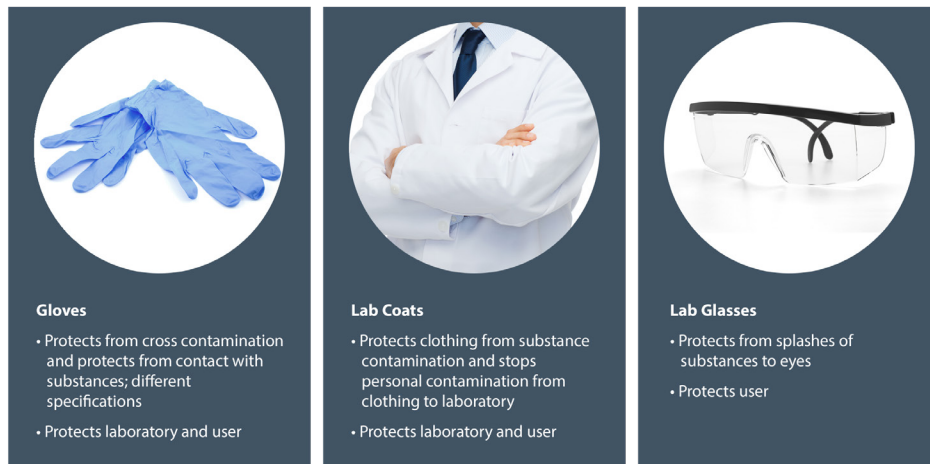 Gloves
• Protects from cross contamination
and protects from contact with
substances; different
specifications
• Protects laboratory and user
Lab Coats
• Protects clothing from substance
contamination and stops
personal contamination from
clothing to laboratory
• Protects laboratory and user
Lab Glasses
• Protects from splashes of
substances to eyes
• Protects user